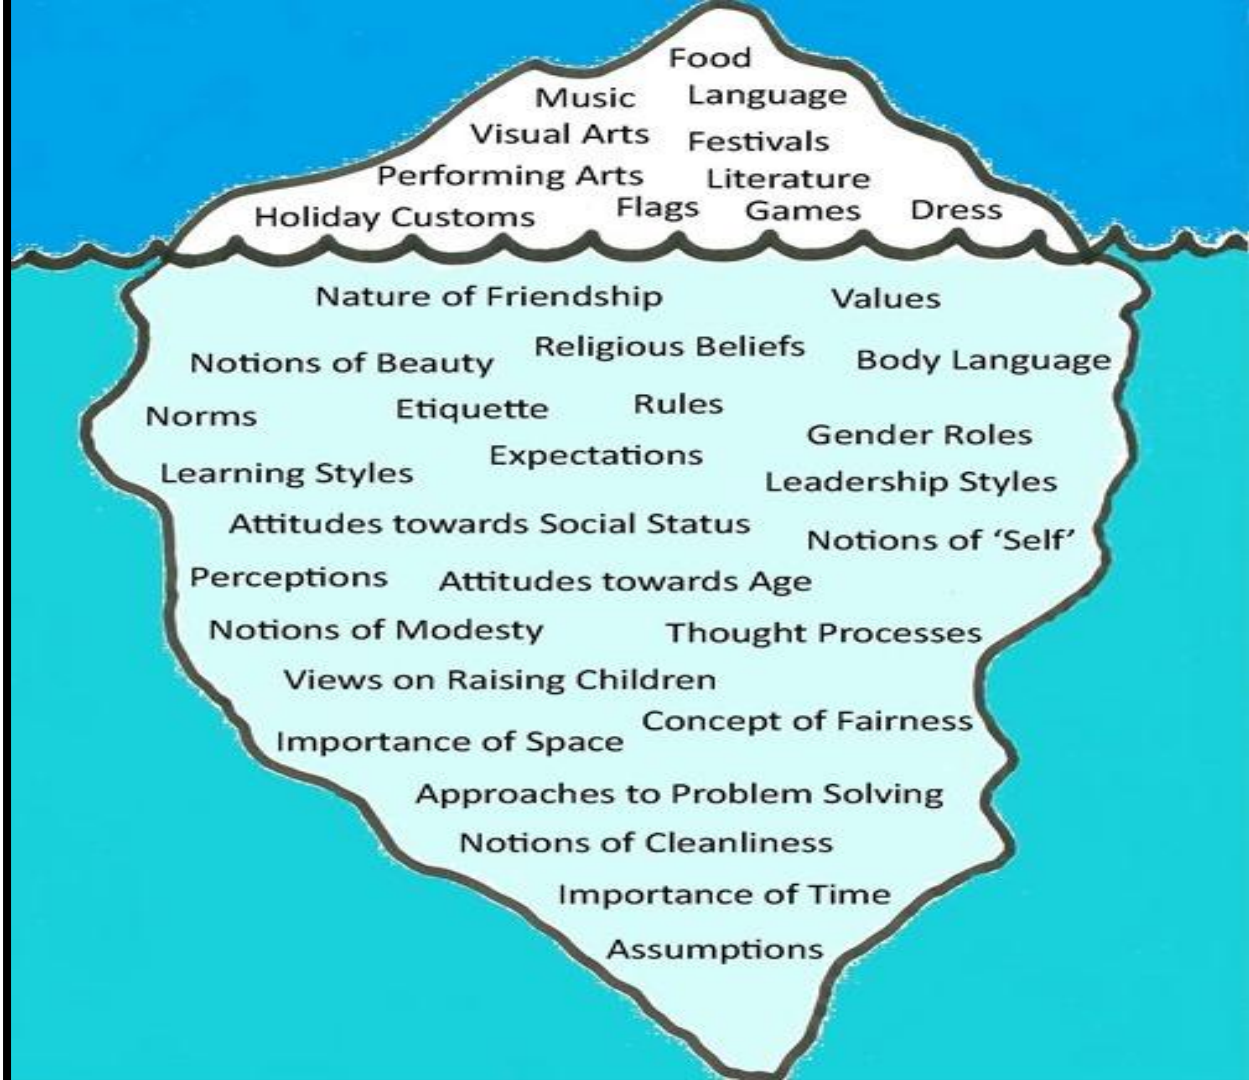 Food
Music Language
Visual Arts Festivals
Performing Arts Literature
Holiday Customs Flags Games Dress
Nature of Friendship Values
Notions of Beauty Religious Beliefs Body Language
Norms Etiquette Rules
Gender Roles
Learning Styles Expectations Leadership Styles
Attitudes towards Social Status Notions of ‘Self’
Perceptions Attitudes towards Age
Notions of Modesty Thought Processes
Views on Raising Children
Importance of Space Concept of Fairness
Approaches to Problem Solving
Notions of Cleanliness
Importance of Time
Assumptions